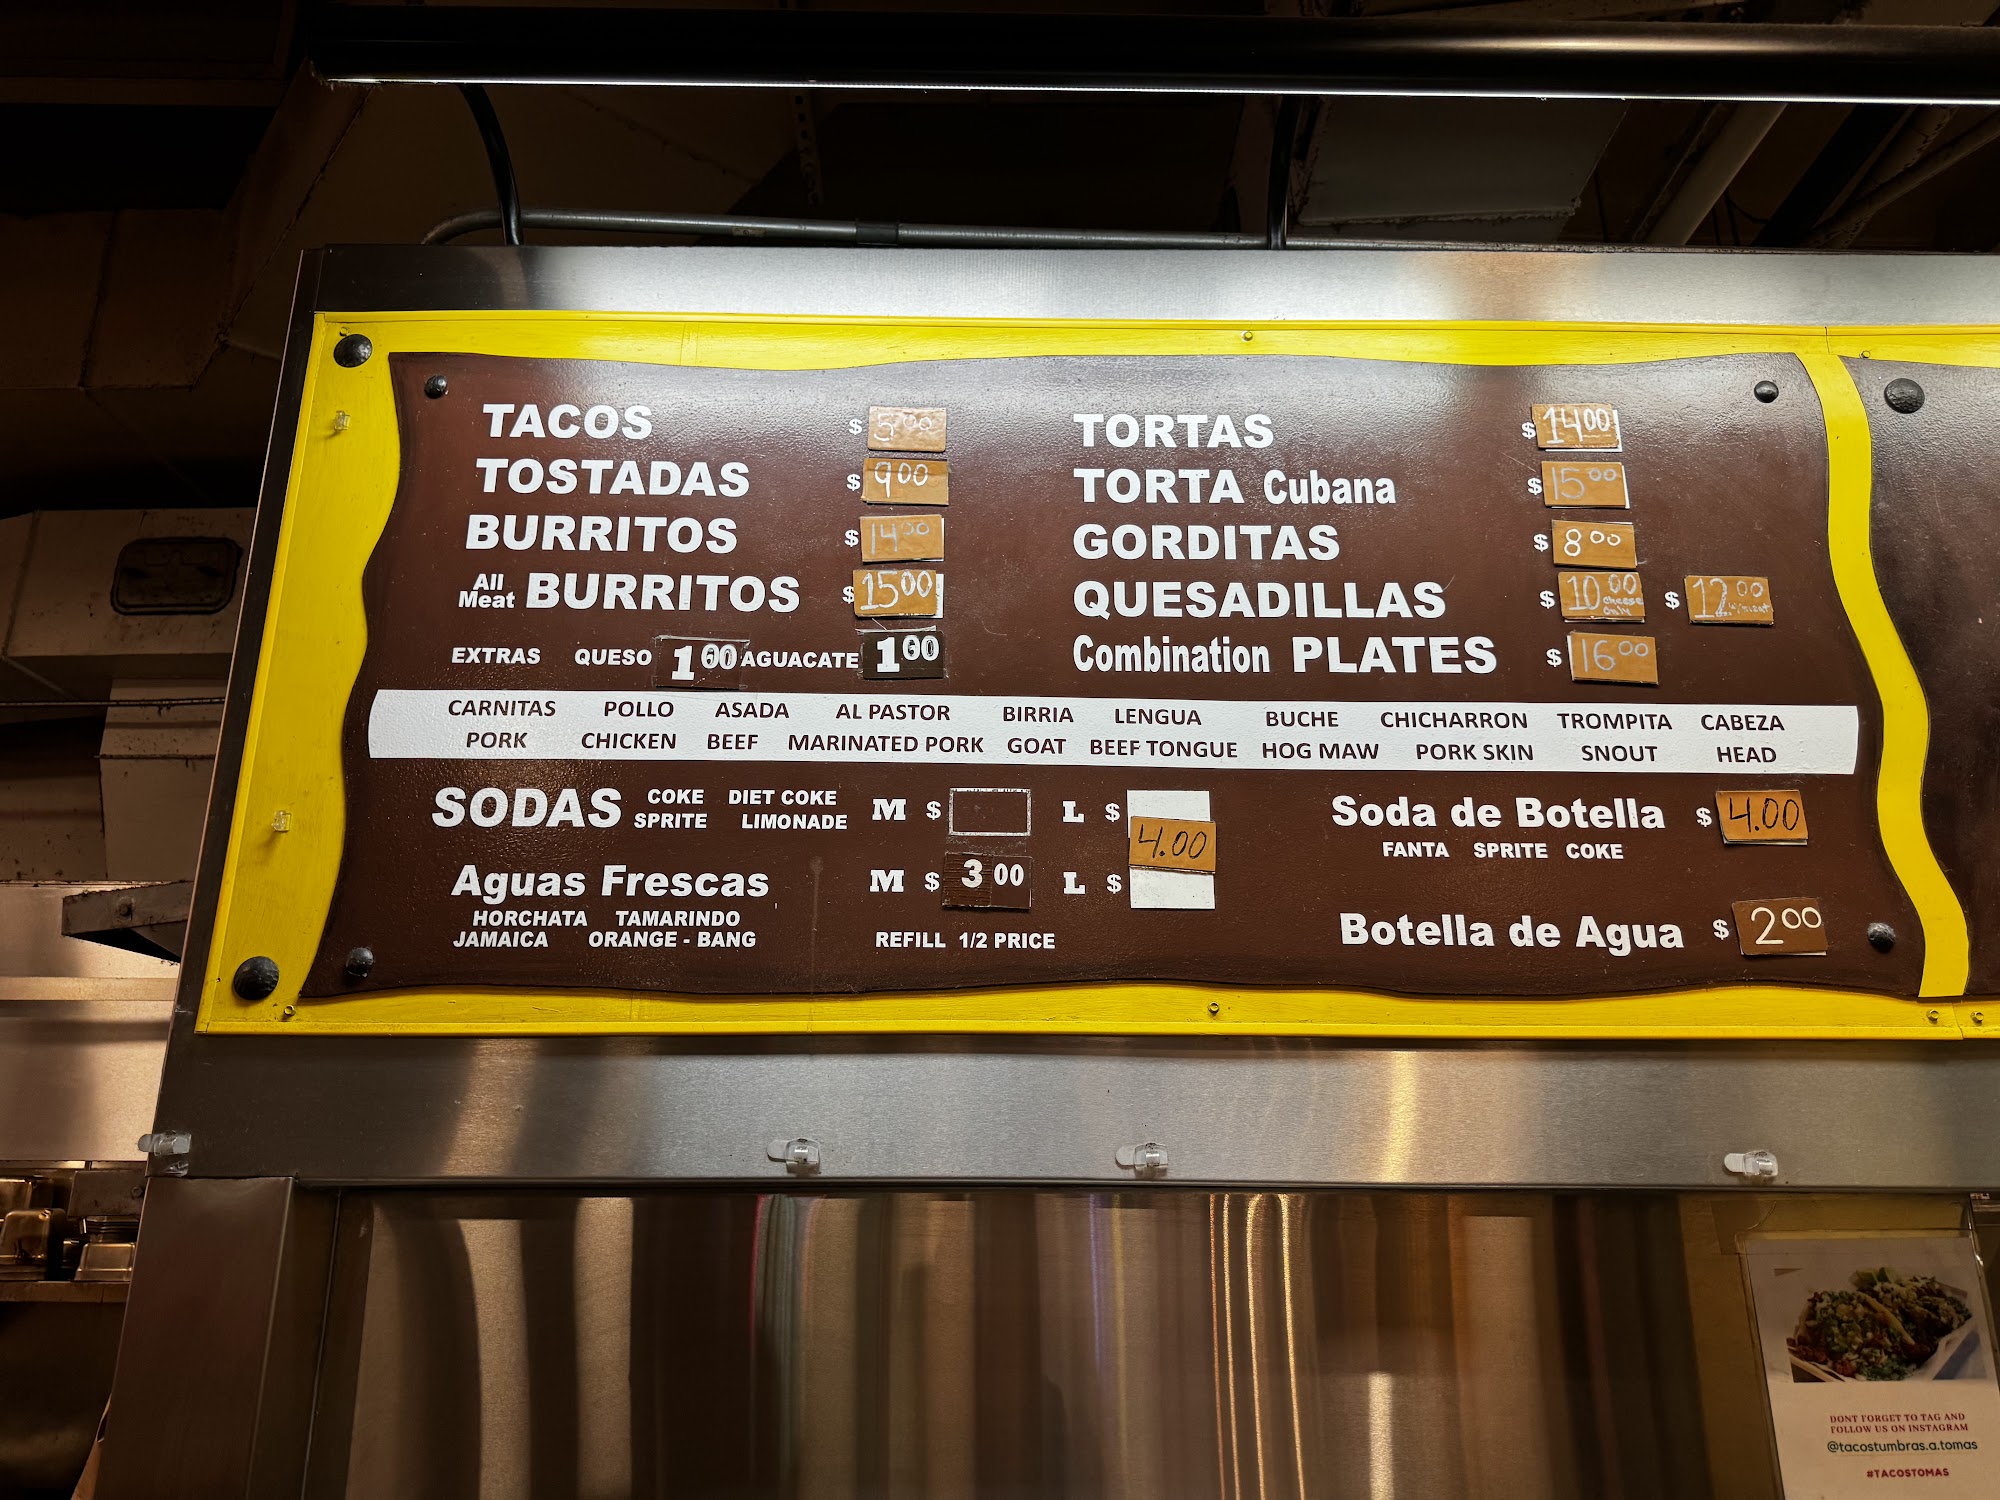 TACOS $ 5.00
TOSTADAS $ 9.00
BURRITOS $ 14.00
All Meat BURRITOS $ 15.00
EXTRAS QUESO 1.00 AGUACATE 1.00
TORTAS $ 14.00
TORTA Cubana $ 15.00
GORDITAS $ 8.00
QUESADILLAS $ 10.00 cheese only $ 12.00 w/meat
Combination PLATES $ 16.00
CARNITAS POLLO ASADA AL PASTOR BIRRIA LENGUA BUCHE CHICHARRON TROMPITA CABEZA
PORK CHICKEN BEEF MARINATED PORK GOAT BEEF TONGUE HOG MAW PORK SKIN SNOUT HEAD
SODAS COKE DIET COKE M $ L $
SPRITE LIMONADE
4.00
Aguas Frescas M $ 3.00 L $
HORCHATA TAMARINDO
JAMAICA ORANGE - BANG REFILL 1/2 PRICE
Soda de Botella $ 4.00
FANTA SPRITE COKE
Botella de Agua $ 2.00
DONT FORGET TO TAG AND
FOLLOW US ON INSTAGRAM
@tacostumbras.a.tomas
#TACOSTOMAS